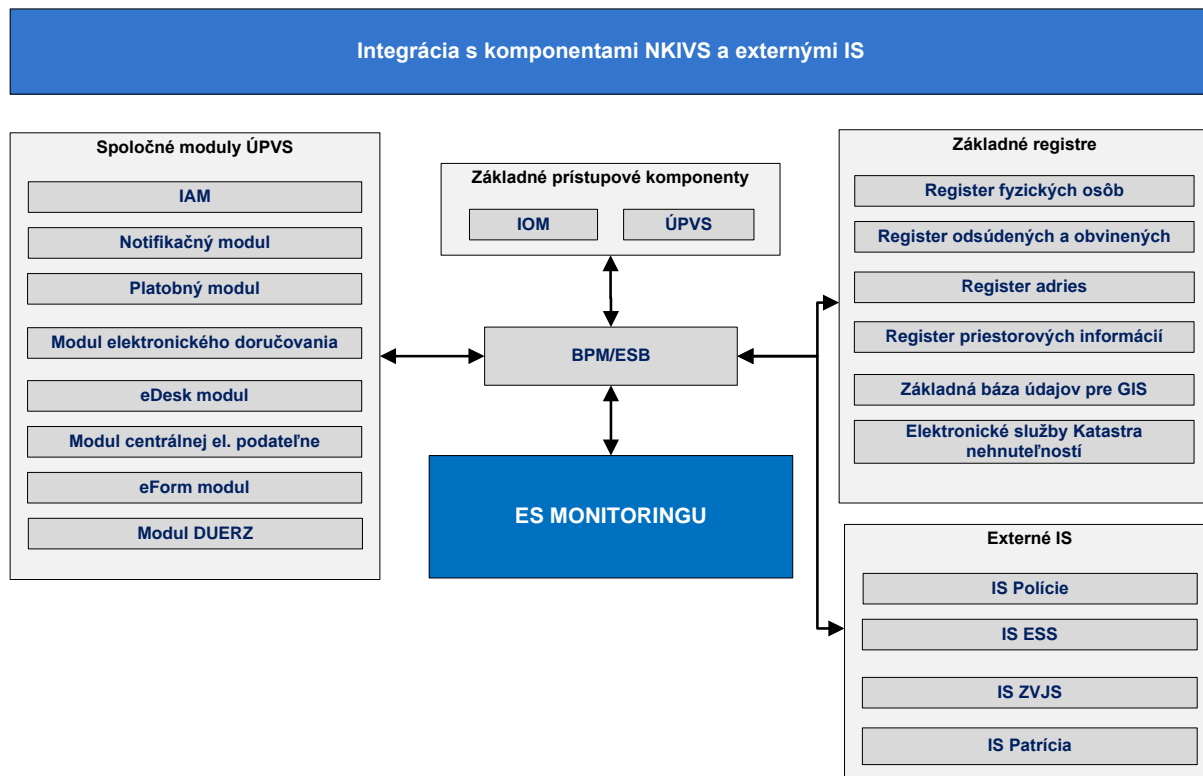 Integrácia s komponentami NKIVS a externými IS
Spoločné moduly ÚPVS
IAM
Notifikačný modul
Platobný modul
Modul elektronického doručovania
eDesk modul
Modul centrálnej el. podateľne
eForm modul
Modul DUERZ
Základné prístupové komponenty
IOM
ÚPVS
BPM/ESB
ES MONITORINGU
Základné registre
Register fyzických osôb
Register odsúdených a obvinených
Register adries
Register priestorových informácií
Základná báza údajov pre GIS
Elektronické služby Katastra
nehnuteľností
Externé IS
IS Polície
IS ESS
IS ZVJS
IS Patrícia